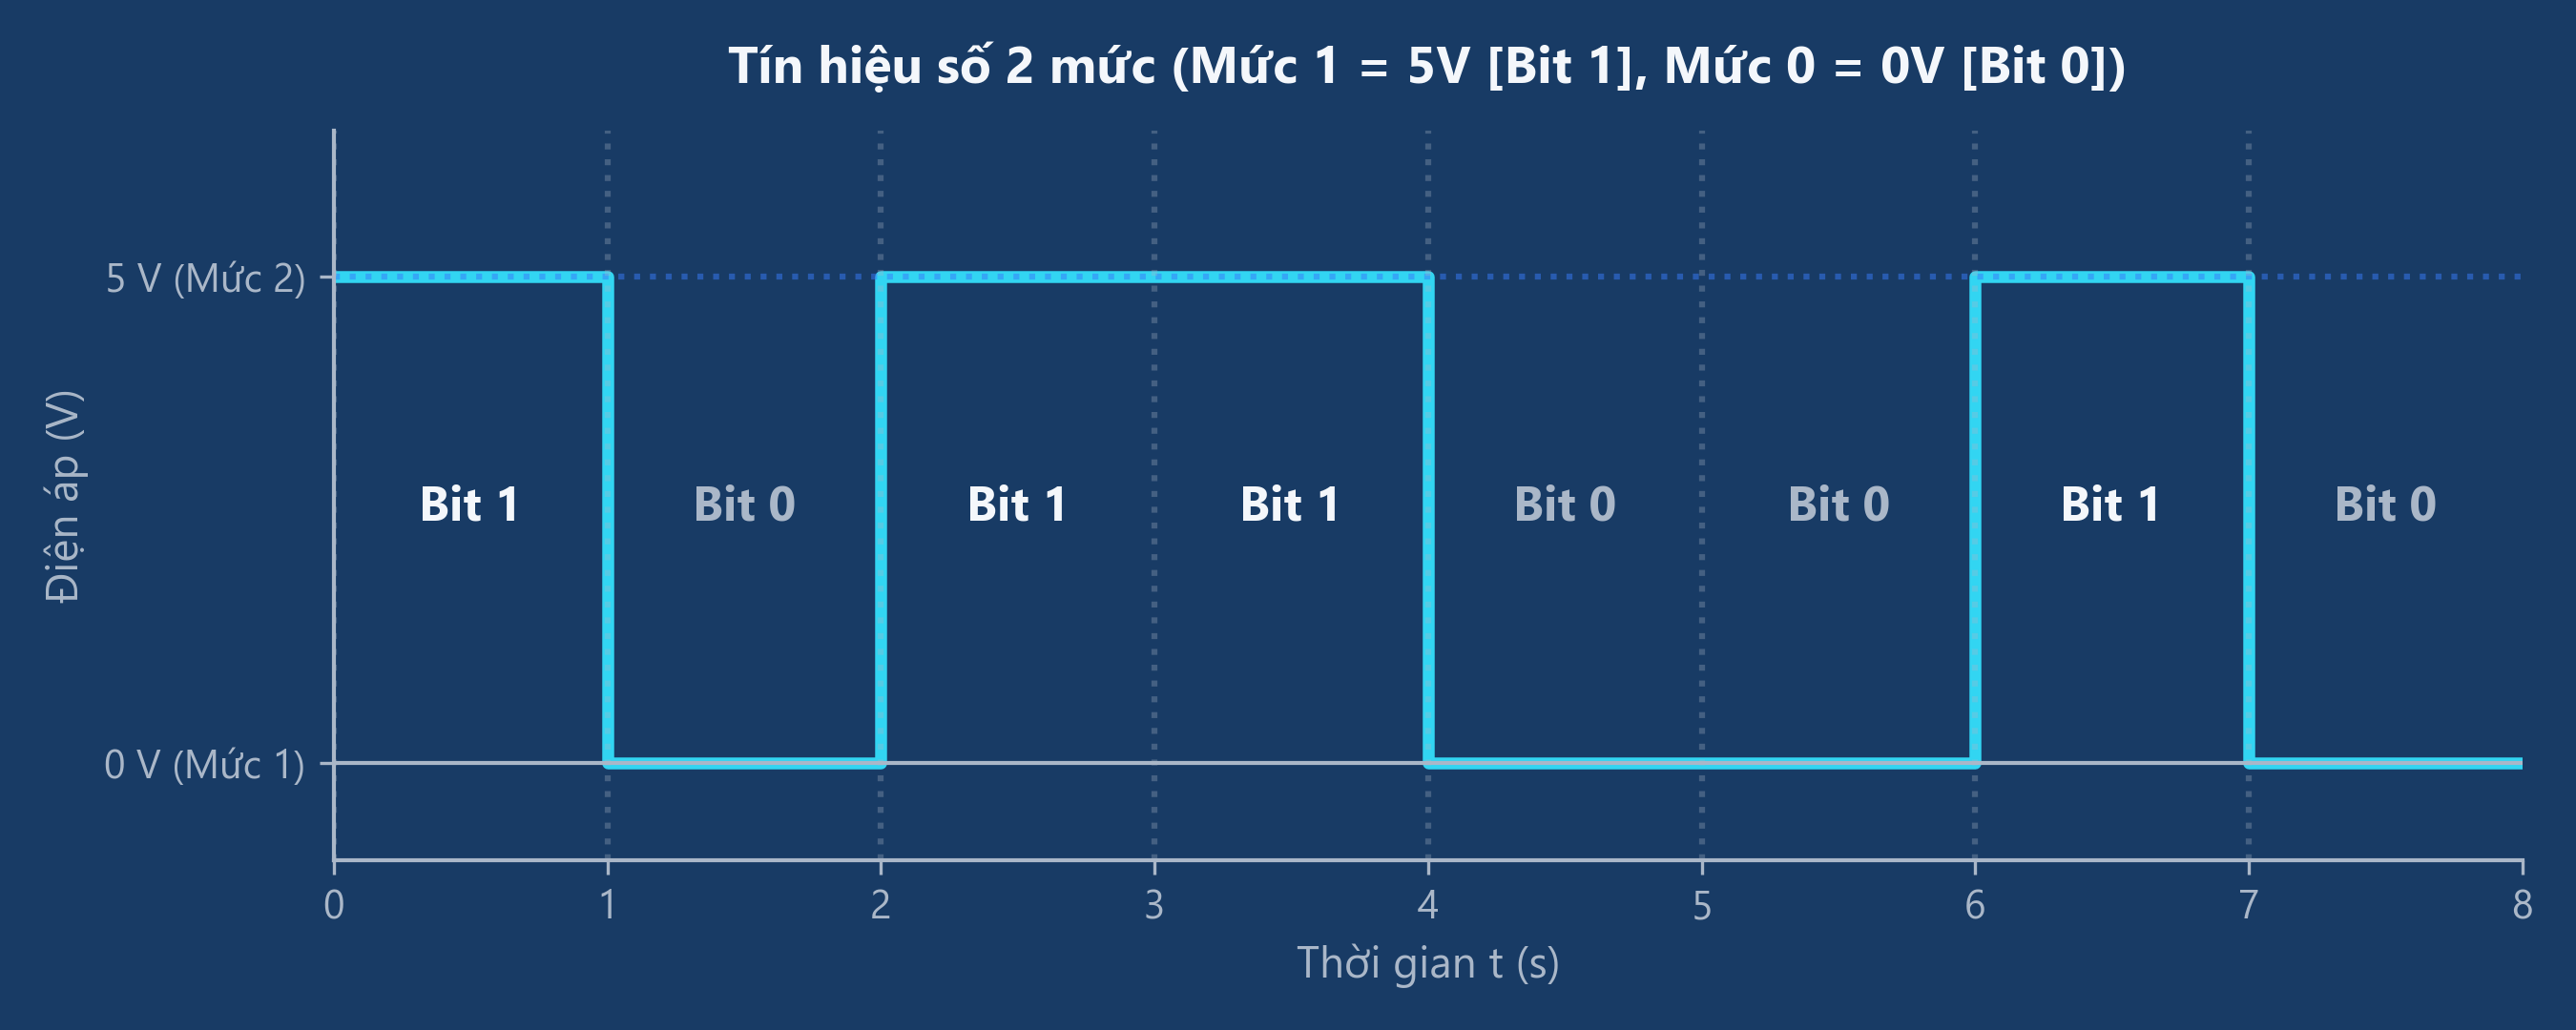 Tín hiệu số 2 mức (Mức 1 = 5V [Bit 1], Mức 0 = 0V [Bit 0])
5 V (Mức 2)
Điện áp (V)
Bit 1 Bit 0 Bit 1 Bit 1 Bit 0 Bit 0 Bit 1 Bit 0
0 V (Mức 1)
0 1 2 3 4 5 6 7 8
Thời gian t (s)